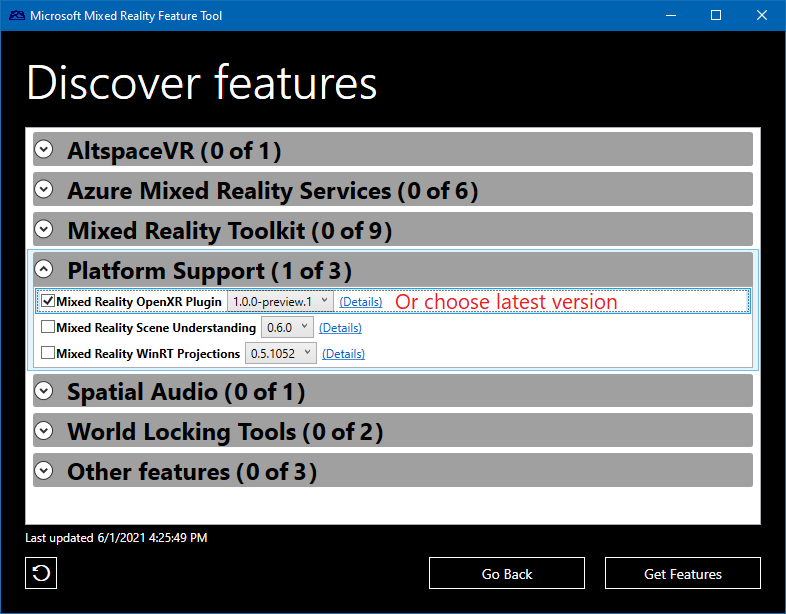 Microsoft Mixed Reality Feature Tool
Discover features
AltspaceVR (0 of 1)
Azure Mixed Reality Services (0 of 6)
Mixed Reality Toolkit (0 of 9)
Platform Support (1 of 3)
Mixed Reality OpenXR Plugin 1.0.0-preview.1 (Details) Or choose latest version
Mixed Reality Scene Understanding 0.6.0 (Details)
Mixed Reality WinRT Projections 0.5.1052 (Details)
Spatial Audio (0 of 1)
World Locking Tools (0 of 2)
Other features (0 of 3)
Last updated 6/1/2021 4:25:49 PM
Go Back Get Features